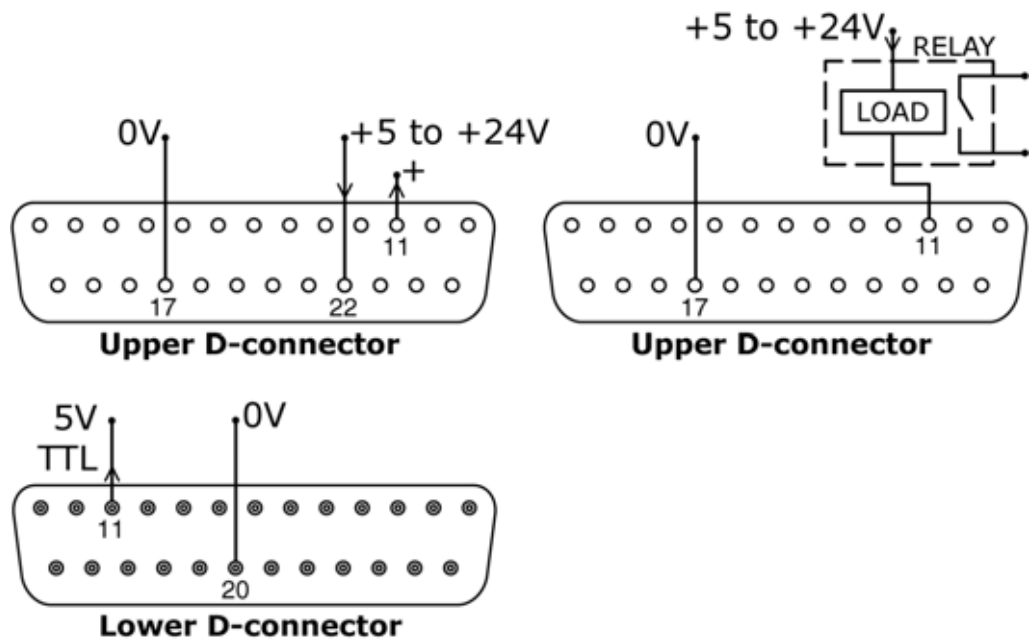 0V
+5 to +24V
+
11
17
22
Upper D-connector
+5 to +24V
RELAY
LOAD
0V
11
17
Upper D-connector
5V
0V
TTL
11
20
Lower D-connector